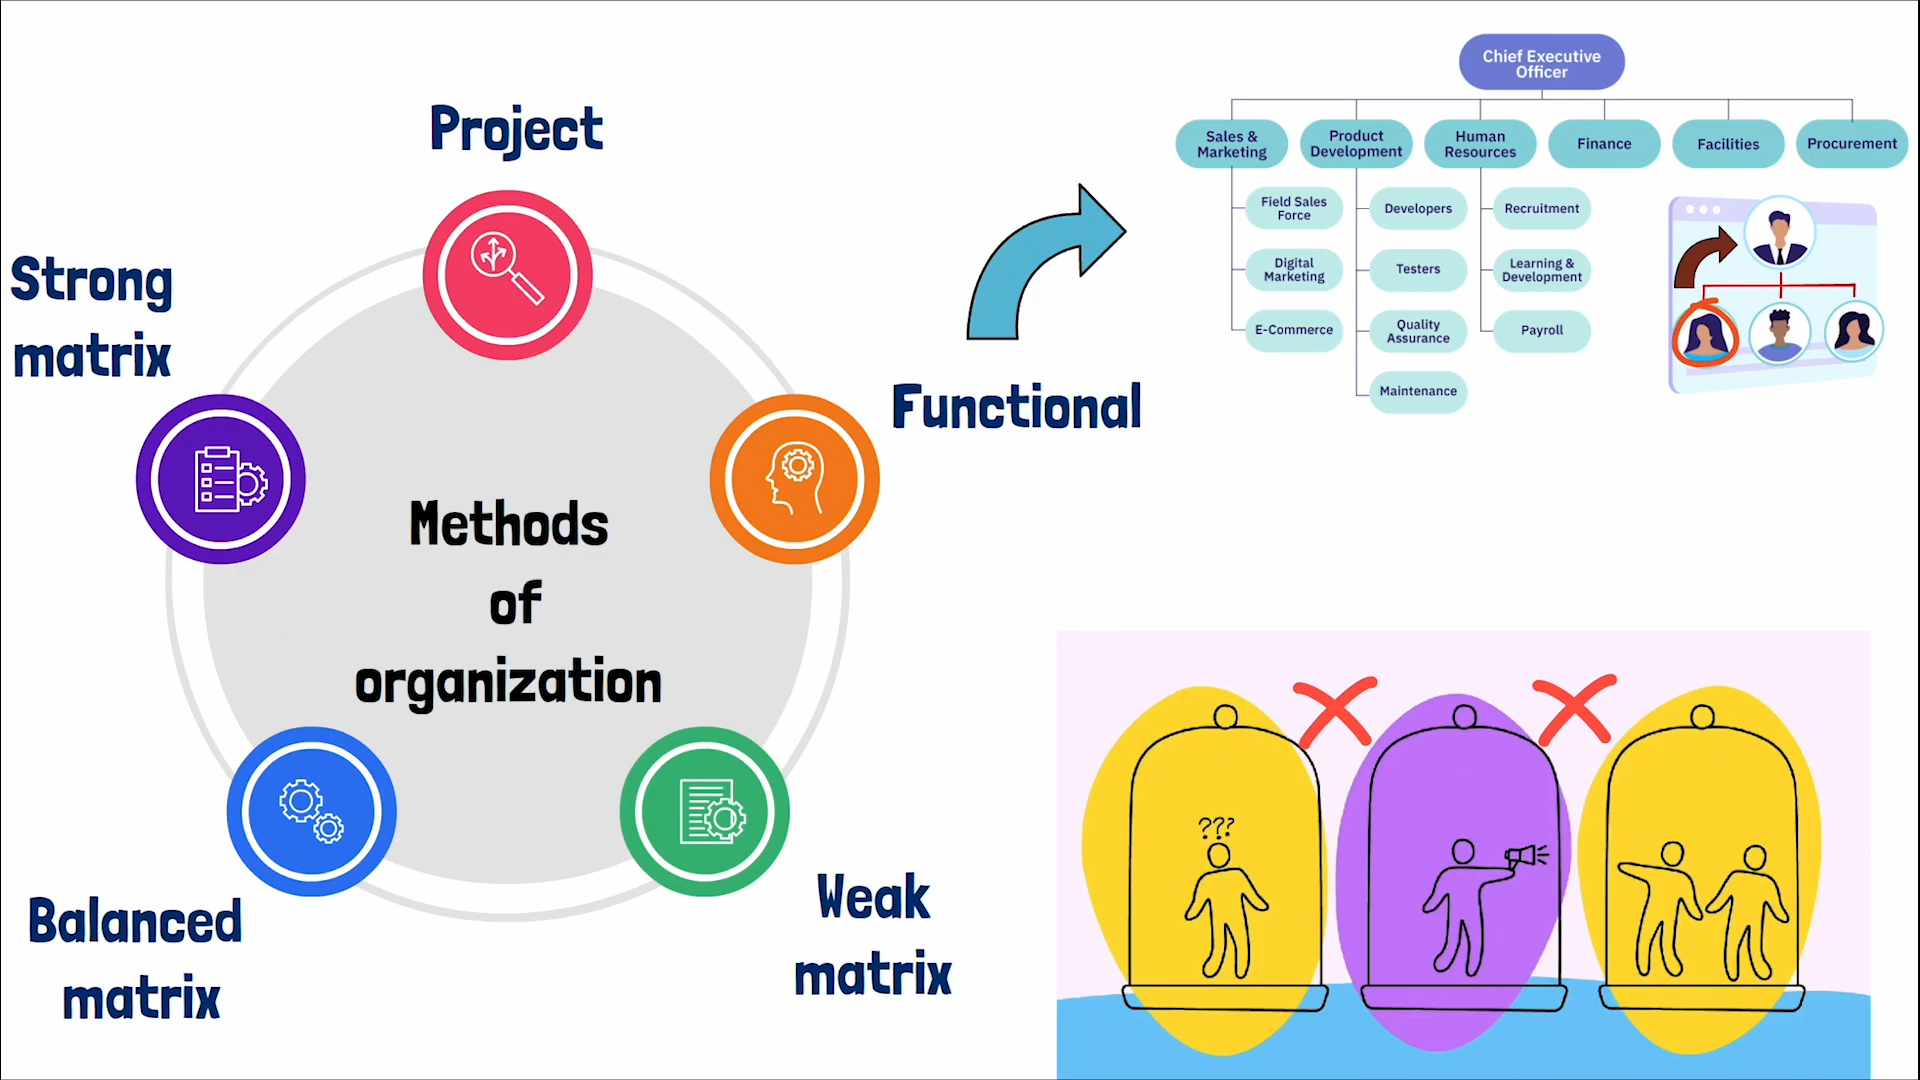 Project
Strong
matrix
Functional
Methods
of
organization
Balanced
matrix
Weak
matrix
Chief Executive
Officer
Sales &
Marketing
Product
Development
Human
Resources
Finance
Facilities
Procurement
Field Sales
Force
Developers
Recruitment
Digital
Marketing
Testers
Learning &
Development
E-Commerce
Quality
Assurance
Payroll
Maintenance
???